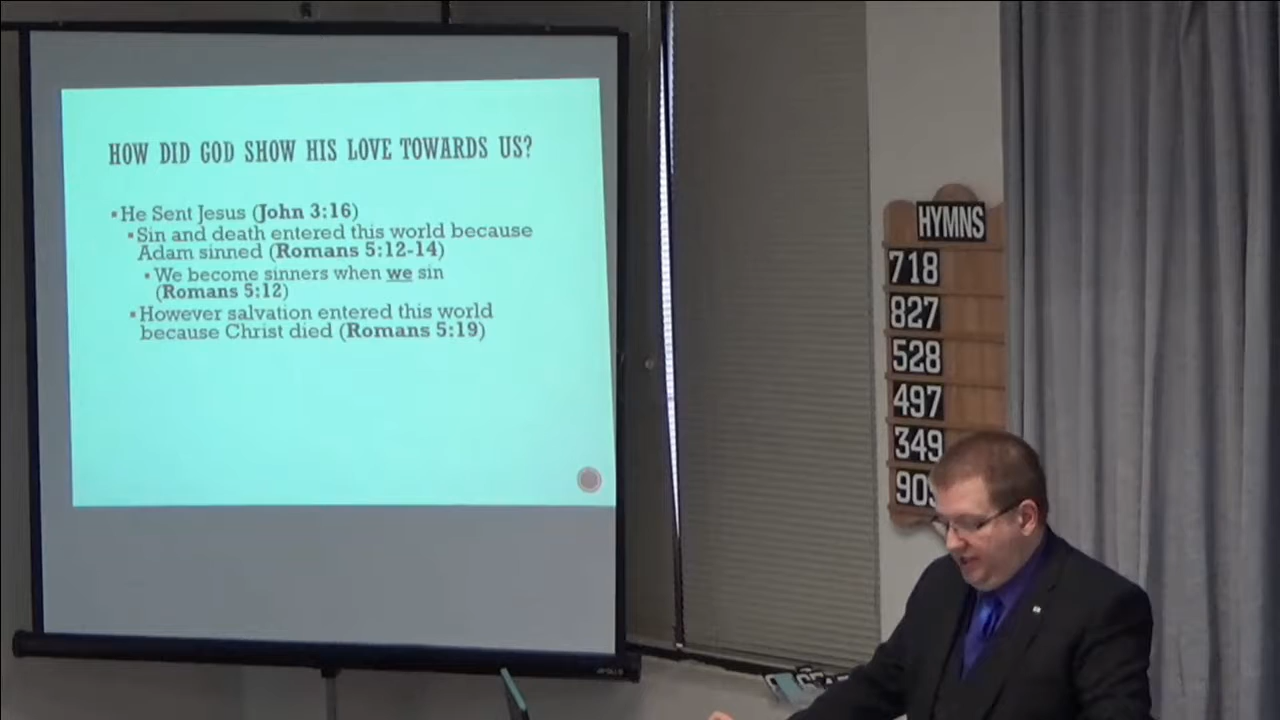 HOW DID GOD SHOW HIS LOVE TOWARDS US?
▪He Sent Jesus (John 3:16)
▪Sin and death entered this world because
Adam sinned (Romans 5:12-14)
▪We become sinners when we sin
(Romans 5:12)
▪However salvation entered this world
because Christ died (Romans 5:19)
HYMNS
718
827
528
497
349
APOLLO